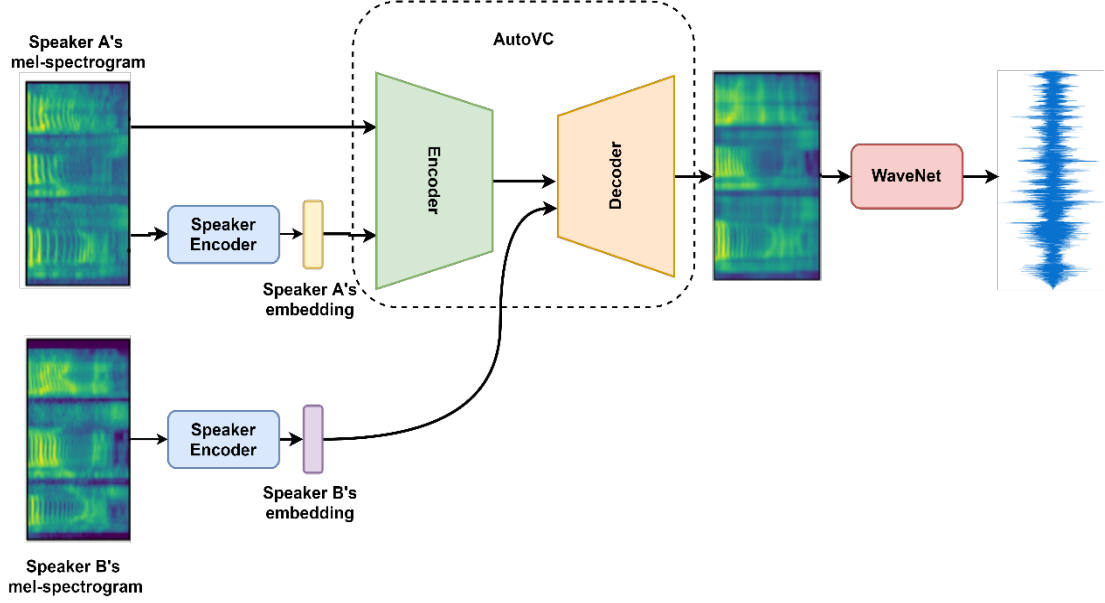 Speaker A's
mel-spectrogram
AutoVC
Encoder
Decoder
WaveNet
Speaker
Encoder
Speaker A's
embedding
Speaker
Encoder
Speaker B's
embedding
Speaker B's
mel-spectrogram